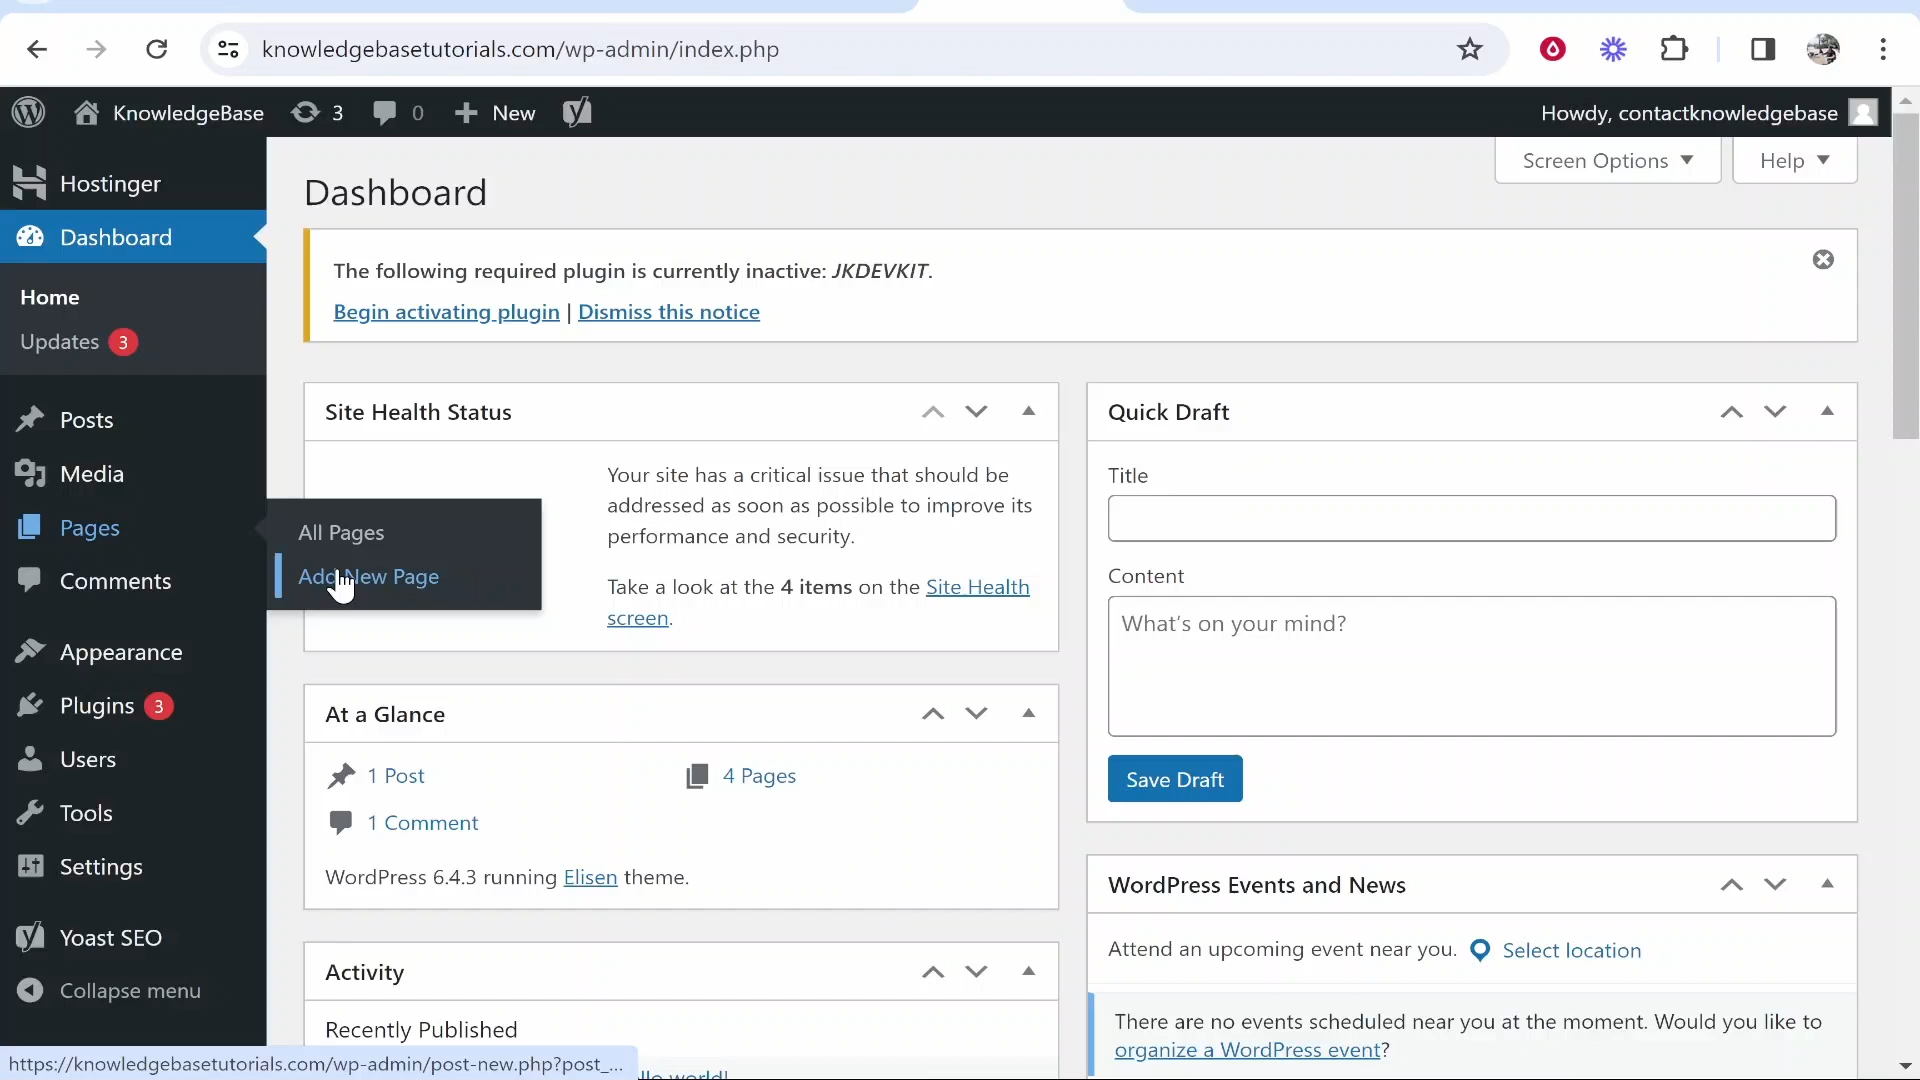 knowledgebasetutorials.com/wp-admin/index.php
KnowledgeBase 3 0 New
Howdy, contactknowledgebase
Screen Options Help
Hostinger
Dashboard
Home
Updates 3
Posts
Media
Pages
Comments
Appearance
Plugins 3
Users
Tools
Settings
Yoast SEO
Collapse menu
All Pages
Add New Page
Dashboard
The following required plugin is currently inactive: JKDEVKIT.
Begin activating plugin | Dismiss this notice
Site Health Status
Your site has a critical issue that should be
addressed as soon as possible to improve its
performance and security.
Take a look at the 4 items on the Site Health
screen.
At a Glance
1 Post
4 Pages
1 Comment
WordPress 6.4.3 running Elisen theme.
Activity
Recently Published
Quick Draft
Title
Content
What's on your mind?
Save Draft
WordPress Events and News
Attend an upcoming event near you. Select location
There are no events scheduled near you at the moment. Would you like to
organize a WordPress event?
https://knowledgebasetutorials.com/wp-admin/post-new.php?post_...